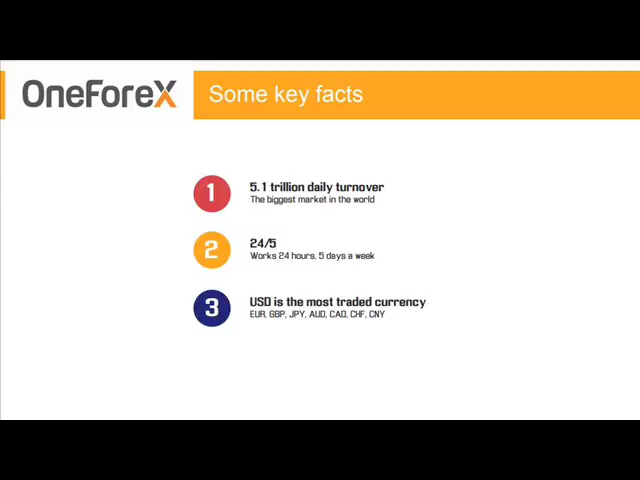 OneForeX
Some key facts
1
5.1 trillion daily turnover
The biggest market in the world
2
24/5
Works 24 hours, 5 days a week
3
USD is the most traded currency
EUR, GBP, JPY, AUD, CAD, CHF, CNY